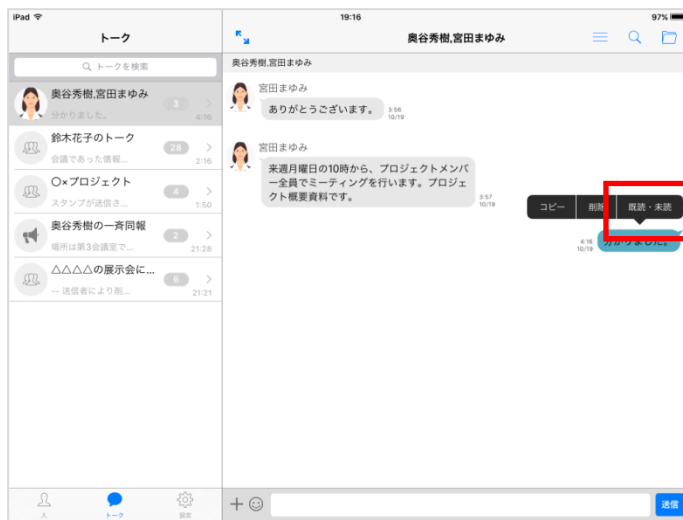 iPad
19:16
97%
トーク
トークを検索
奥谷秀樹,宮田まゆみ
3
分かりました。
4:16
鈴木花子のトーク
28
会議であった情報...
2:16
○×プロジェクト
4
スタンプが送信さ...
1:50
奥谷秀樹の一斉同報
2
場所は第3会議室で...
21:28
△△△△の展示会に...
6
-- 送信者により削...
21:21
人
トーク
設定
奥谷秀樹,宮田まゆみ
奥谷秀樹,宮田まゆみ
宮田まゆみ
ありがとうございます。
3:56
10/19
宮田まゆみ
来週月曜日の10時から、プロジェクトメンバ
ー全員でミーティングを行います。プロジェ
クト概要資料です。
3:57
10/19
コピー
削除
既読・未読
4:16
10/19
分かりました。
送信